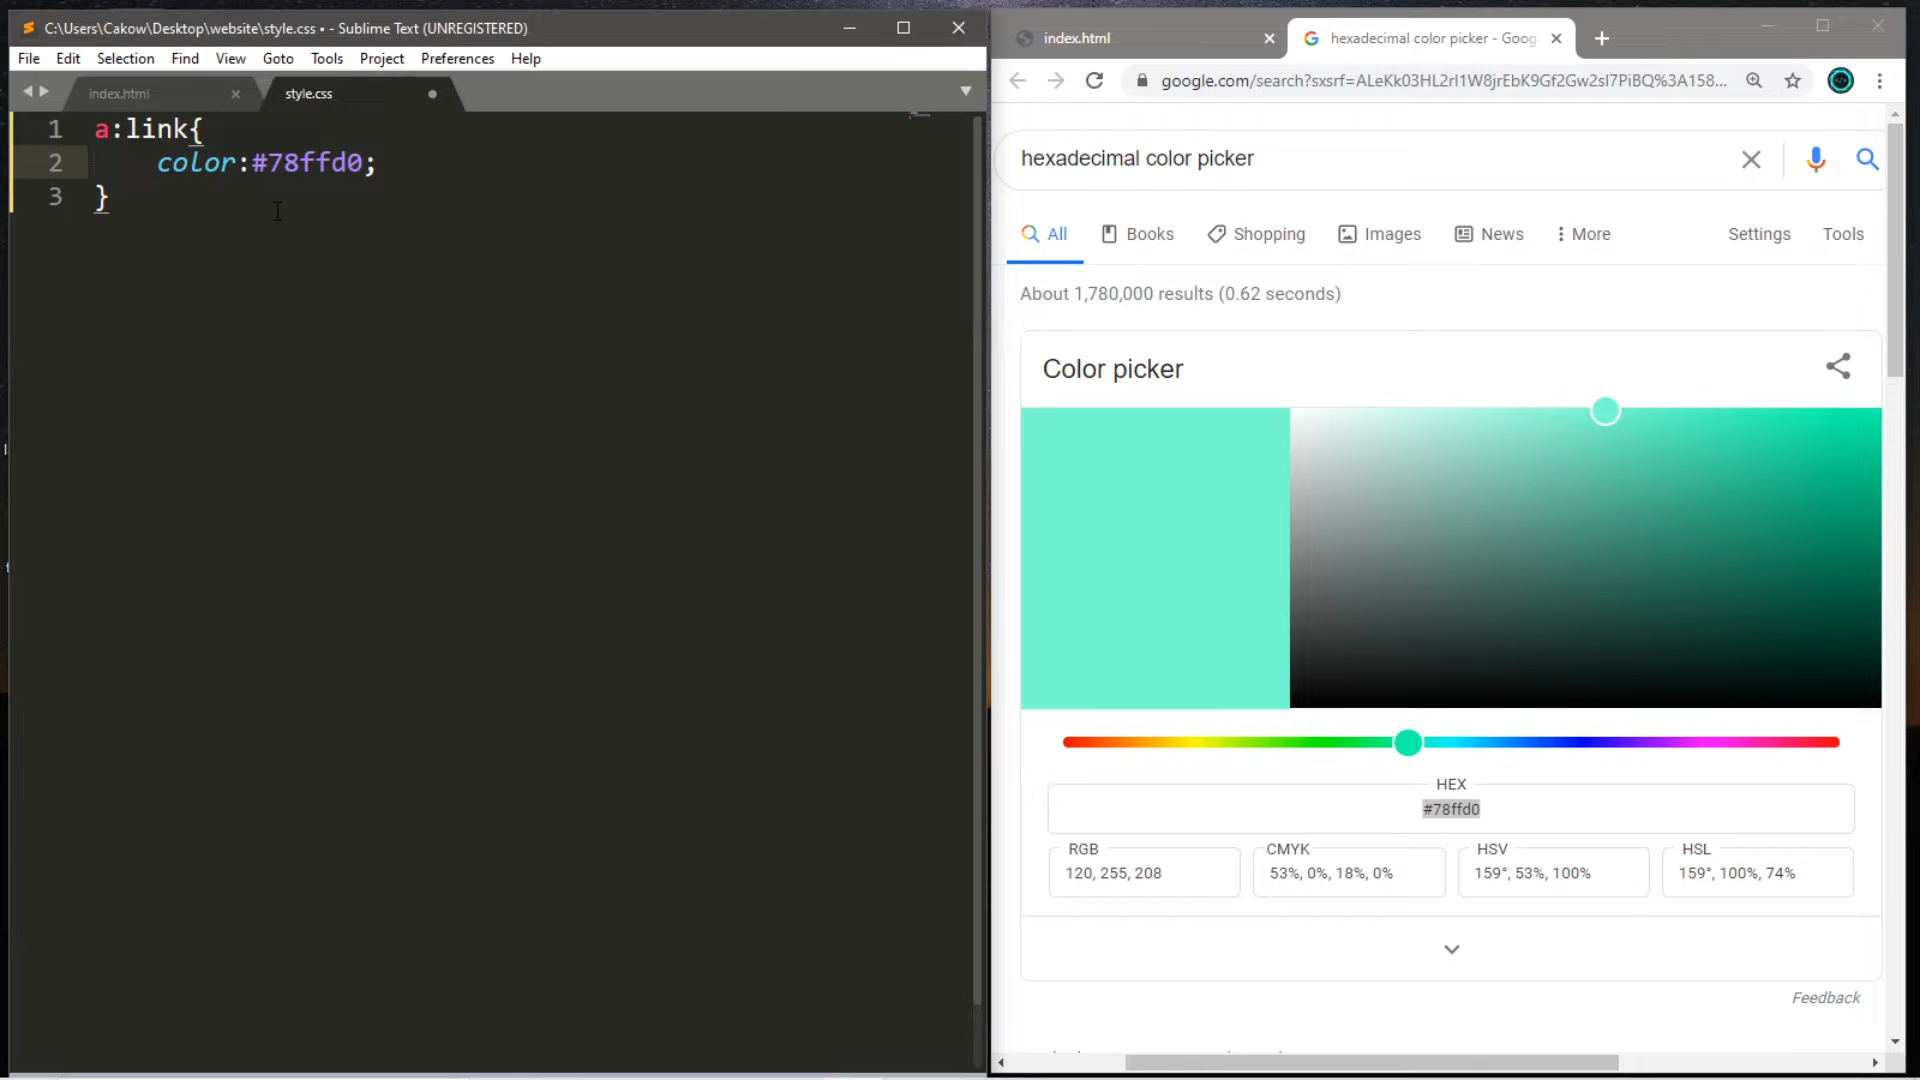 C:\Users\Cakow\Desktop\website\style.css • - Sublime Text (UNREGISTERED)
File Edit Selection Find View Goto Tools Project Preferences Help
index.html
style.css
1 a:link{
2 color:#78ffd0;
3 }
index.html
hexadecimal color picker - Goog
google.com/search?sxsrf=ALeKk03HL2rI1W8jrEbK9Gf2Gw2sI7PiBQ%3A158...
hexadecimal color picker
All Books Shopping Images News More Settings Tools
About 1,780,000 results (0.62 seconds)
Color picker
HEX
#78ffd0
RGB CMYK HSV HSL
120, 255, 208 53%, 0%, 18%, 0% 159°, 53%, 100% 159°, 100%, 74%
Feedback